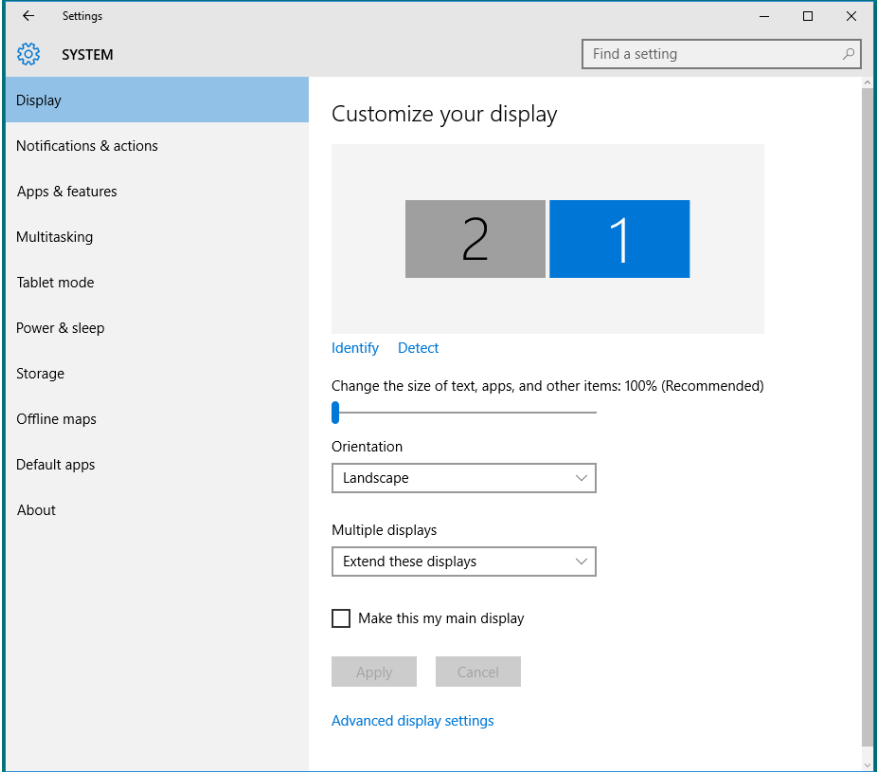 Settings
SYSTEM
Find a setting
Display
Notifications & actions
Apps & features
Multitasking
Tablet mode
Power & sleep
Storage
Offline maps
Default apps
About
Customize your display
2 1
Identify Detect
Change the size of text, apps, and other items: 100% (Recommended)
Orientation
Landscape
Multiple displays
Extend these displays
Make this my main display
Apply Cancel
Advanced display settings